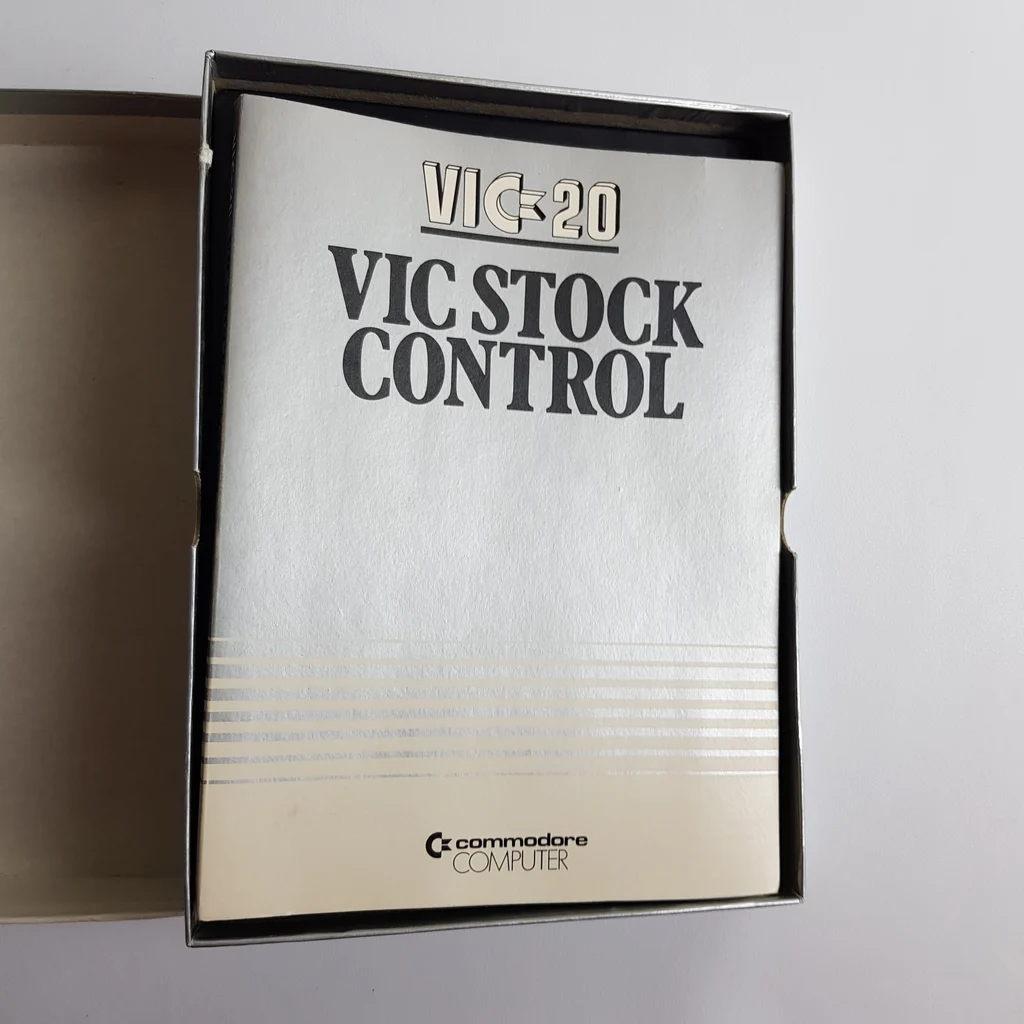 VIC 20
VIC STOCK
CONTROL
commodore
COMPUTER